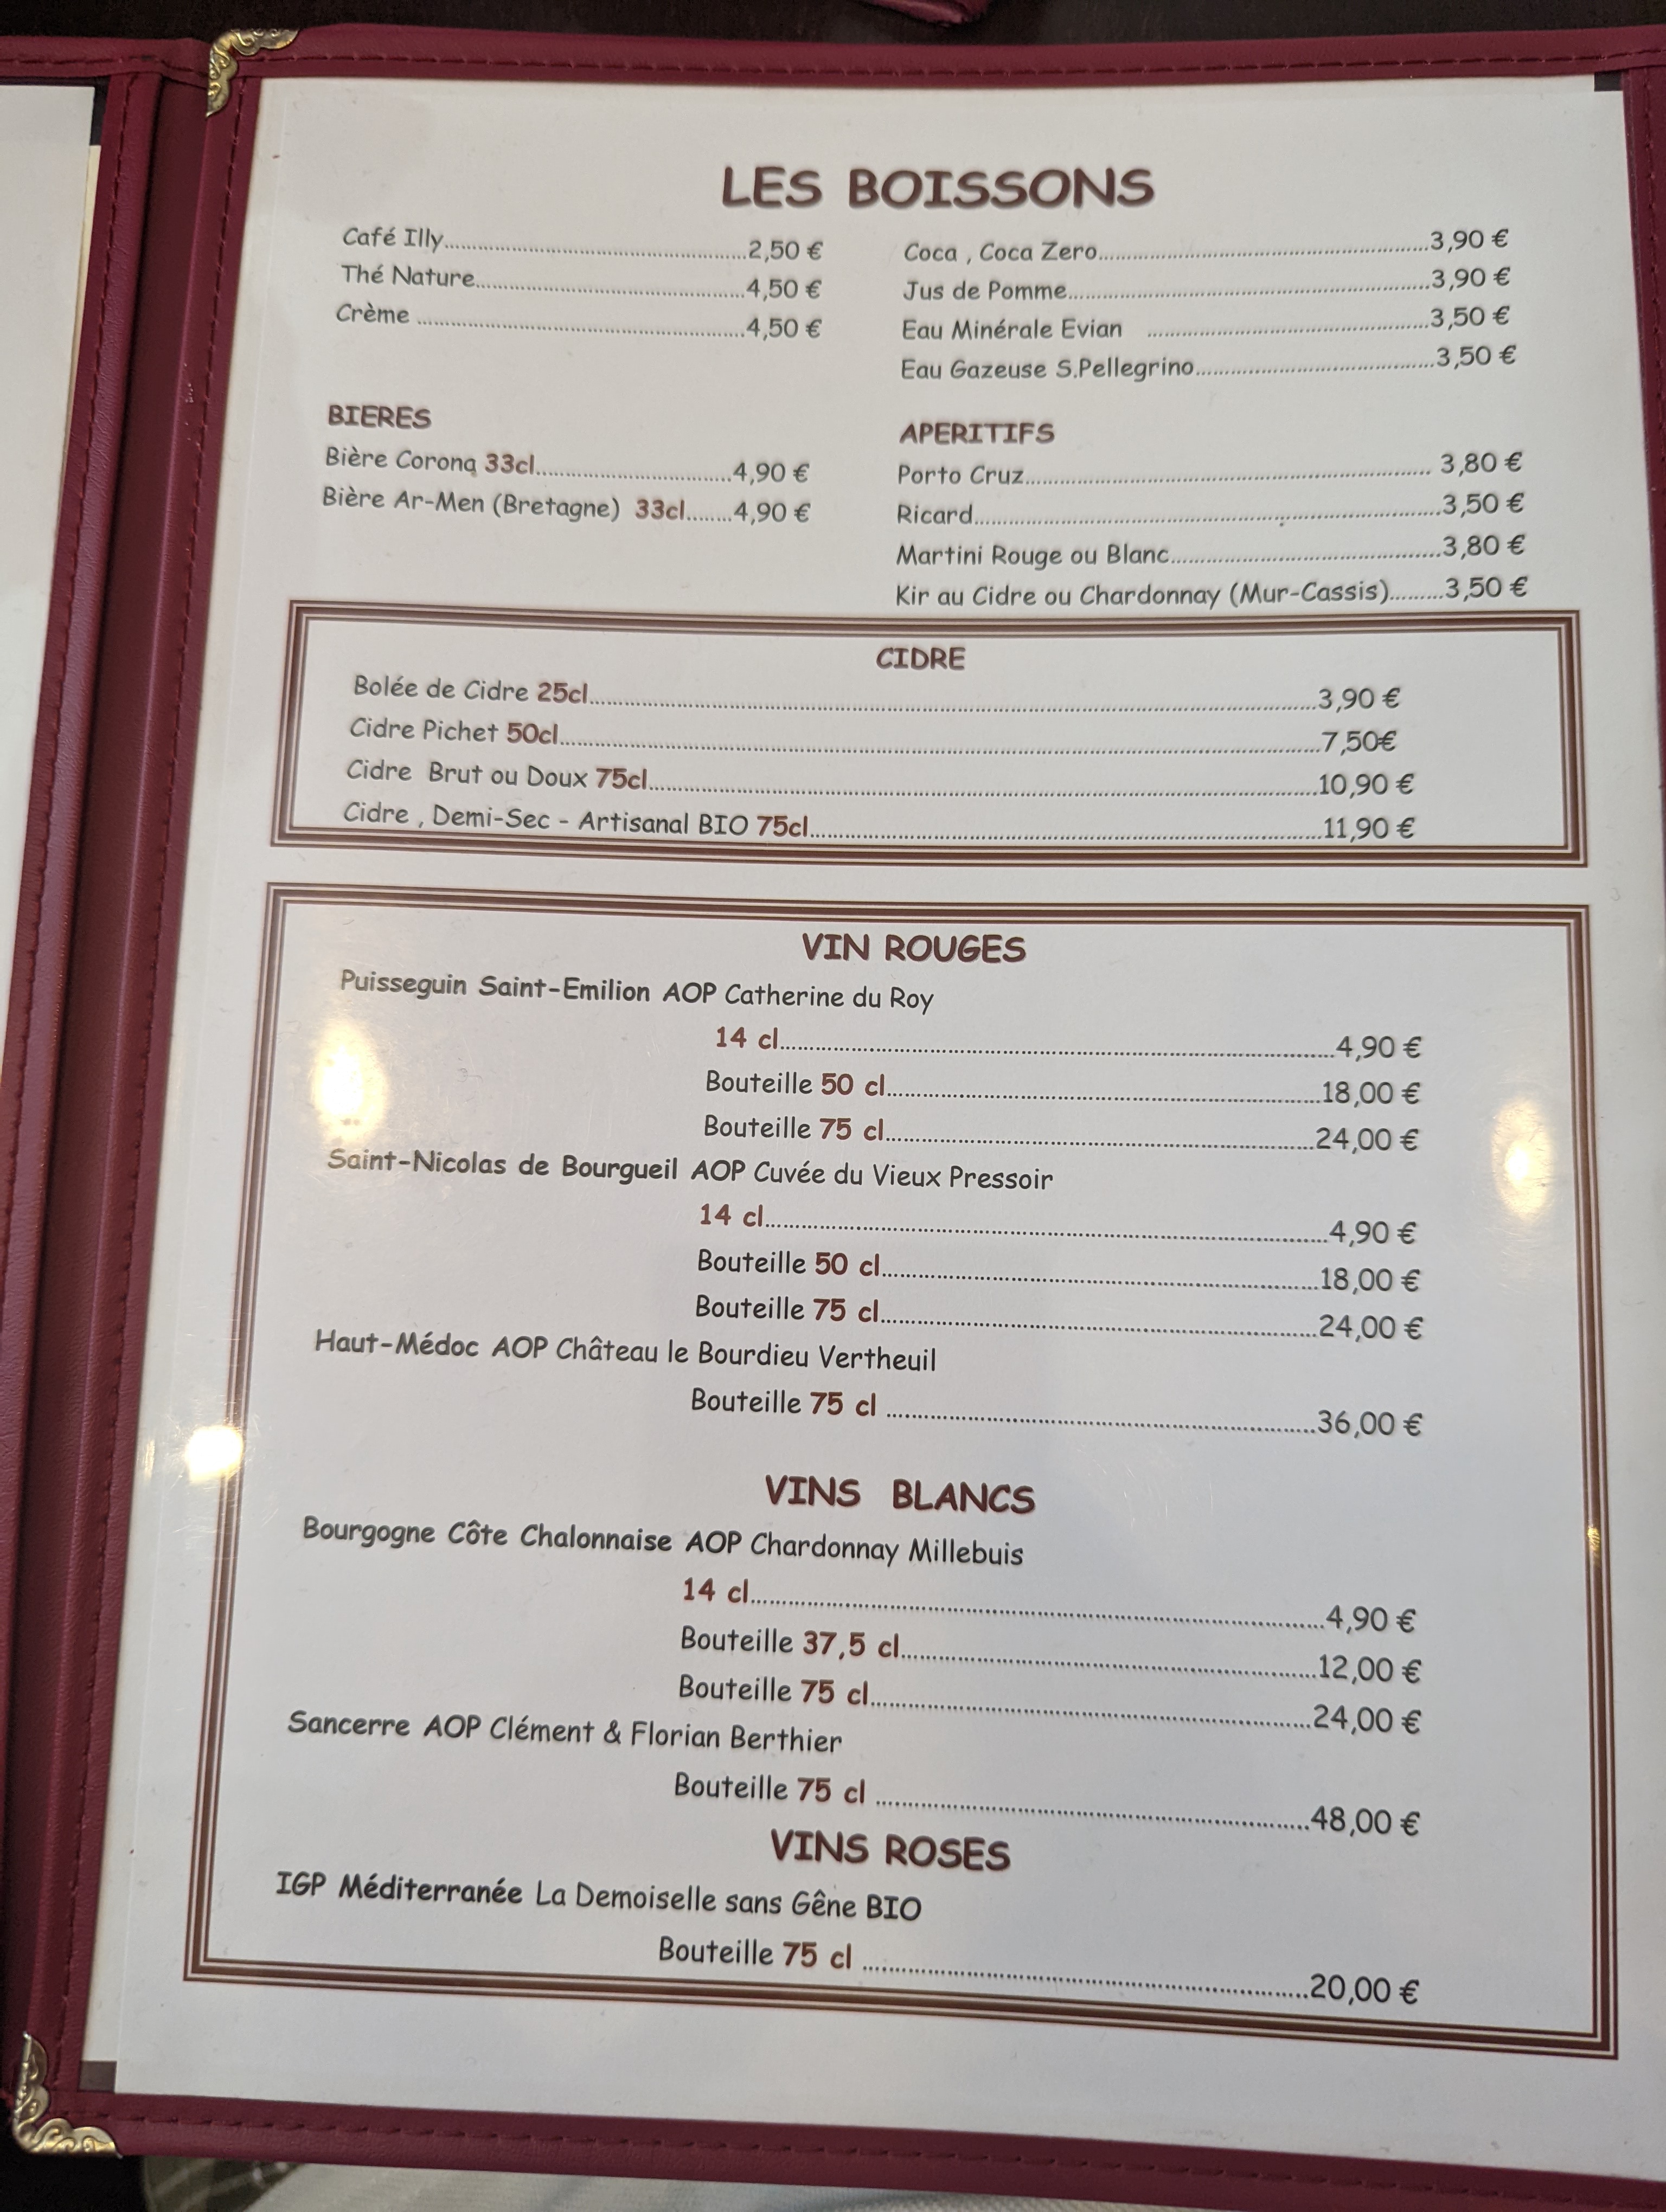 LES BOISSONS
Café Illy...2,50 €
Thé Nature...4,50 €
Crème ...4,50 €
Coca , Coca Zero...3,90 €
Jus de Pomme...3,90 €
Eau Minérale Evian ...3,50 €
Eau Gazeuse S.Pellegrino...3,50 €
BIERES
Bière Corona 33cl...4,90 €
Bière Ar-Men (Bretagne) 33cl...4,90 €
APERITIFS
Porto Cruz... 3,80 €
Ricard...3,50 €
Martini Rouge ou Blanc...3,80 €
Kir au Cidre ou Chardonnay (Mur-Cassis)...3,50 €
CIDRE
Bolée de Cidre 25cl...3,90 €
Cidre Pichet 50cl...7,50€
Cidre Brut ou Doux 75cl...10,90 €
Cidre , Demi-Sec - Artisanal BIO 75cl...11,90 €
VIN ROUGES
Puisseguin Saint-Emilion AOP Catherine du Roy
14 cl...4,90 €
Bouteille 50 cl...18,00 €
Bouteille 75 cl...24,00 €
Saint-Nicolas de Bourgueil AOP Cuvée du Vieux Pressoir
14 cl...4,90 €
Bouteille 50 cl...18,00 €
Bouteille 75 cl...24,00 €
Haut-Médoc AOP Château le Bourdieu Vertheuil
Bouteille 75 cl ...36,00 €
VINS BLANCS
Bourgogne Côte Chalonnaise AOP Chardonnay Millebuis
14 cl...4,90 €
Bouteille 37,5 cl...12,00 €
Bouteille 75 cl...24,00 €
Sancerre AOP Clément & Florian Berthier
Bouteille 75 cl ...48,00 €
VINS ROSES
IGP Méditerranée La Demoiselle sans Gêne BIO
Bouteille 75 cl ...20,00 €